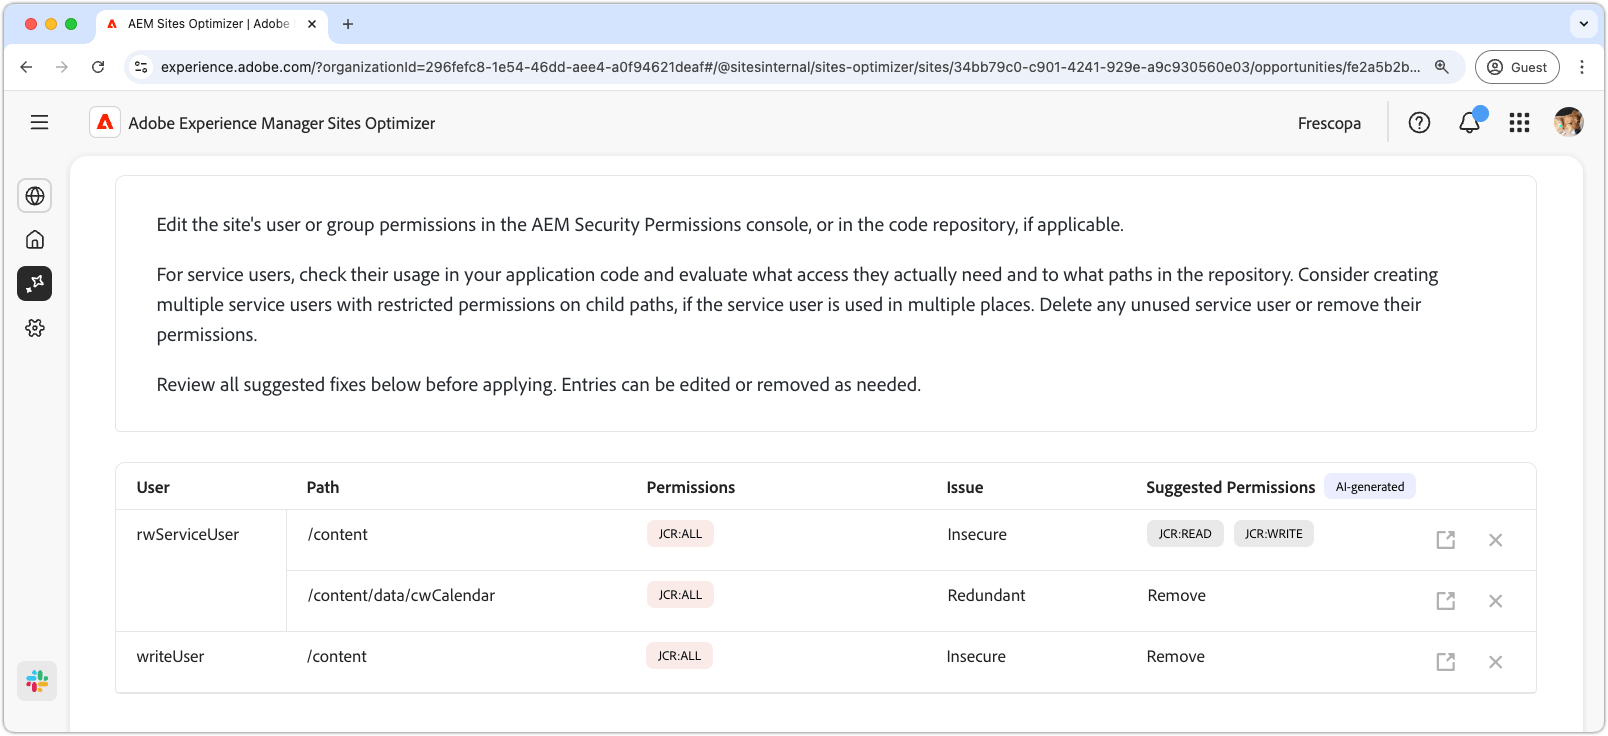 AEM Sites Optimizer | Adobe
experience.adobe.com/?organizationId=296fefc8-1e54-46dd-aee4-a0f94621deaf#/@sitesinternal/sites-optimizer/sites/34bb79c0-c901-4241-929e-a9c930560e03/opportunities/fe2a5b2b...
Guest
Adobe Experience Manager Sites Optimizer
Frescopa
Edit the site's user or group permissions in the AEM Security Permissions console, or in the code repository, if applicable.
For service users, check their usage in your application code and evaluate what access they actually need and to what paths in the repository. Consider creating
multiple service users with restricted permissions on child paths, if the service user is used in multiple places. Delete any unused service user or remove their
permissions.
Review all suggested fixes below before applying. Entries can be edited or removed as needed.
User Path Permissions Issue Suggested Permissions AI-generated
rwServiceUser /content JCR:ALL Insecure JCR:READ JCR:WRITE
/content/data/cwCalendar JCR:ALL Redundant Remove
writeUser /content JCR:ALL Insecure Remove